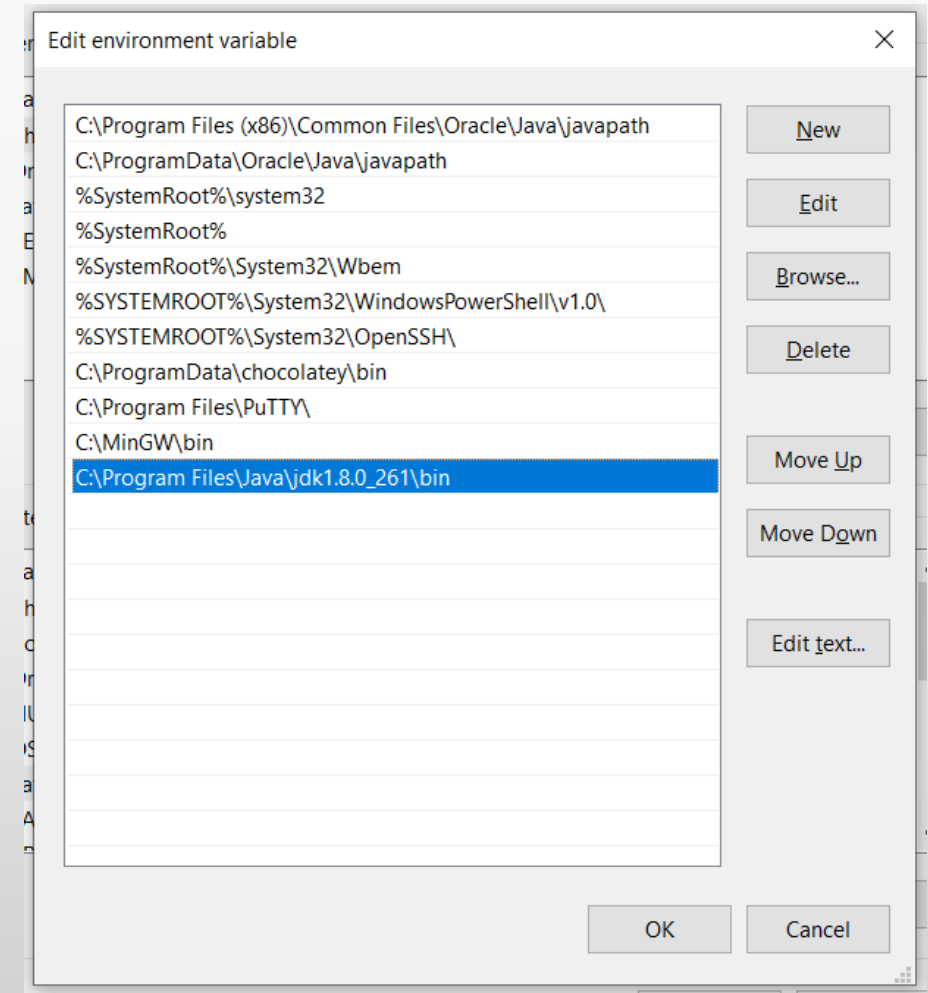 Edit environment variable
C:\Program Files (x86)\Common Files\Oracle\Java\javapath
New
C:\ProgramData\Oracle\Java\javapath
%SystemRoot%\system32
Edit
%SystemRoot%
%SystemRoot%\System32\Wbem
Browse...
%SYSTEMROOT%\System32\WindowsPowerShell\v1.0\
%SYSTEMROOT%\System32\OpenSSH\
Delete
C:\ProgramData\chocolatey\bin
C:\Program Files\PuTTY\
C:\MinGW\bin
Move Up
C:\Program Files\Java\jdk1.8.0_261\bin
Move Down
Edit text...
OK
Cancel